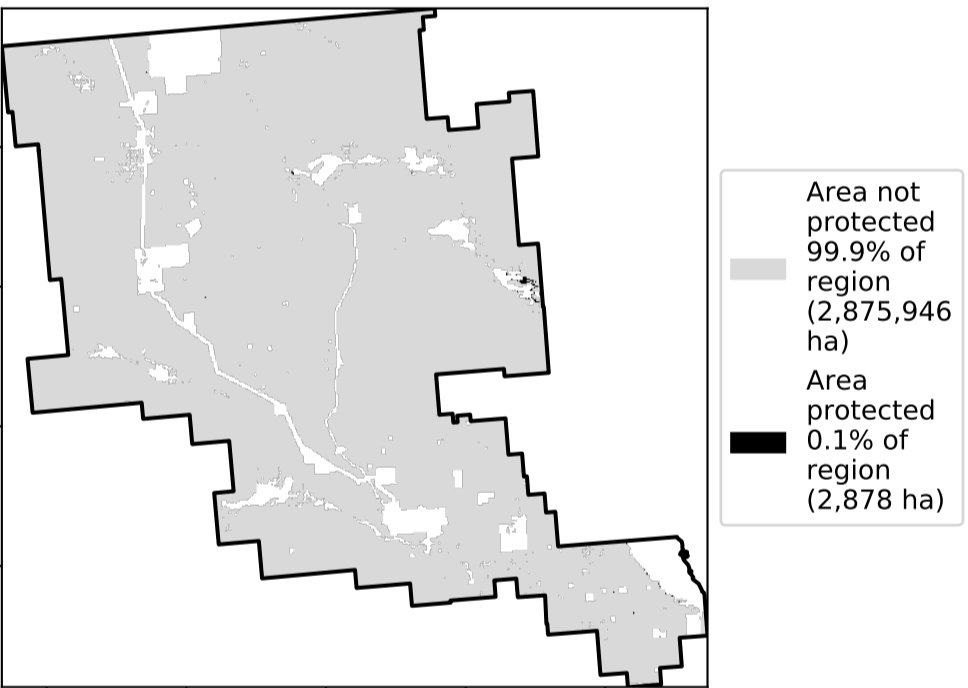 Area not
protected
99.9% of
region
(2,875,946
ha)
Area
protected
0.1% of
region
(2,878 ha)